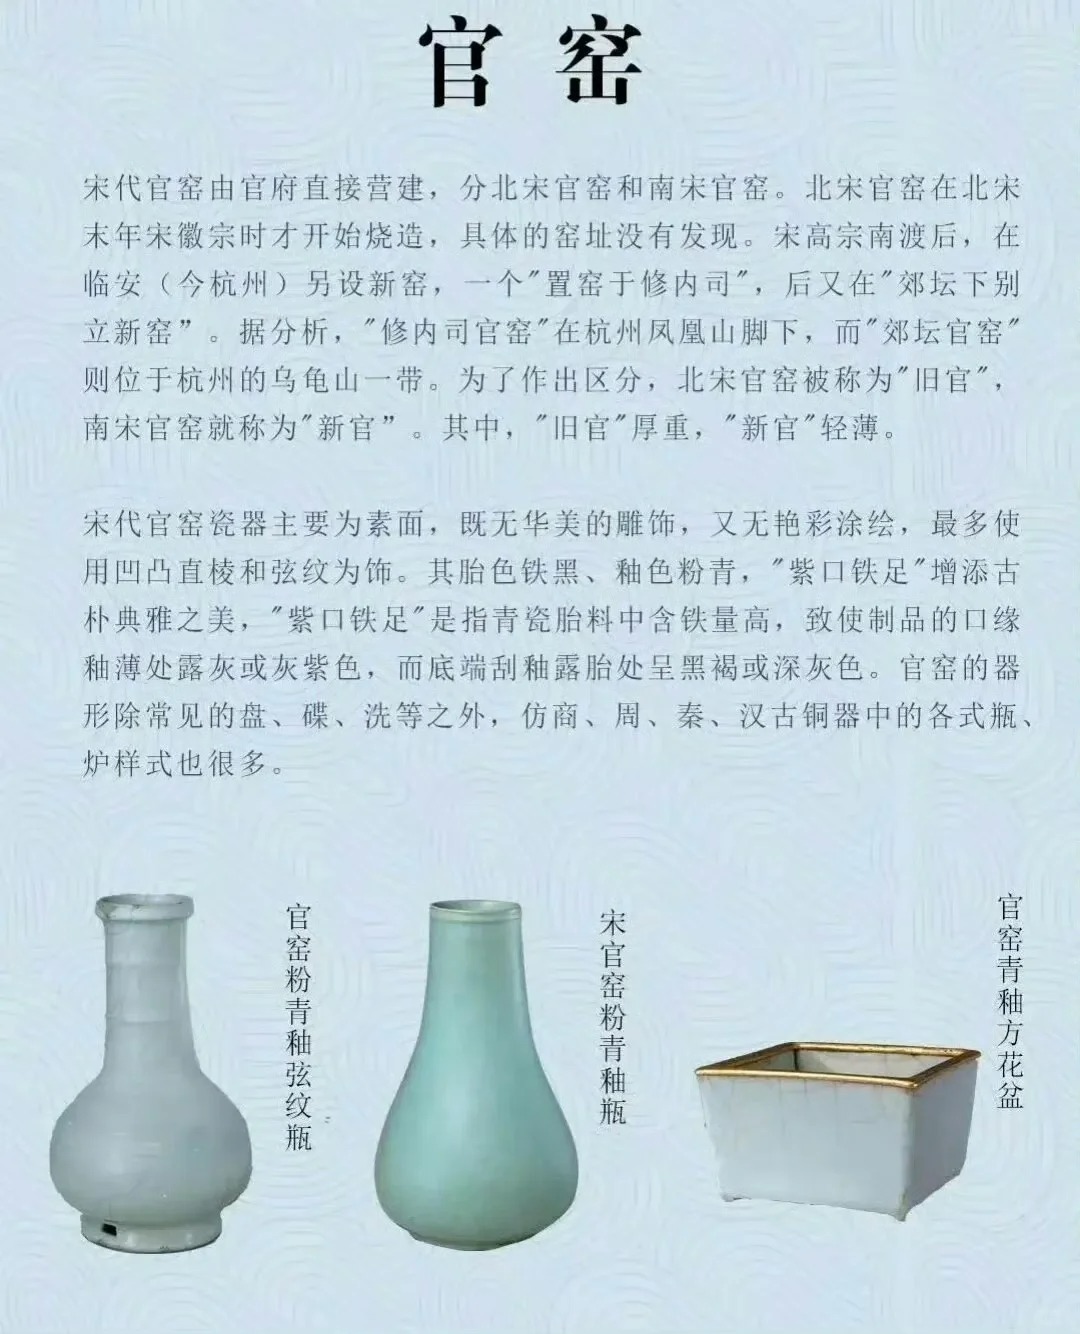 官窑
宋代官窑由官府直接营建，分北宋官窑和南宋官窑。北宋官窑在北宋
末年宋徽宗时才开始烧造，具体的窑址没有发现。宋高宗南渡后，在
临安（今杭州）另设新窑，一个"置窑于修内司"，后又在"郊坛下别
立新窑”。据分析，"修内司官窑"在杭州凤凰山脚下，而"郊坛官窑"
则位于杭州的乌龟山一带。为了作出区分，北宋官窑被称为"旧官"，
南宋官窑就称为"新官”。其中，"旧官"厚重，"新官"轻薄。
宋代官窑瓷器主要为素面，既无华美的雕饰，又无艳彩涂绘，最多使
用凹凸直棱和弦纹为饰。其胎色铁黑、釉色粉青，"紫口铁足"增添古
朴典雅之美，"紫口铁足"是指青瓷胎料中含铁量高，致使制品的口缘
釉薄处露灰或灰紫色，而底端刮釉露胎处呈黑褐或深灰色。官窑的器
形除常见的盘、碟、洗等之外，仿商、周、秦、汉古铜器中的各式瓶、
炉样式也很多。
官窑粉青釉弦纹瓶
宋官窑粉青釉瓶
官窑青釉方花盆